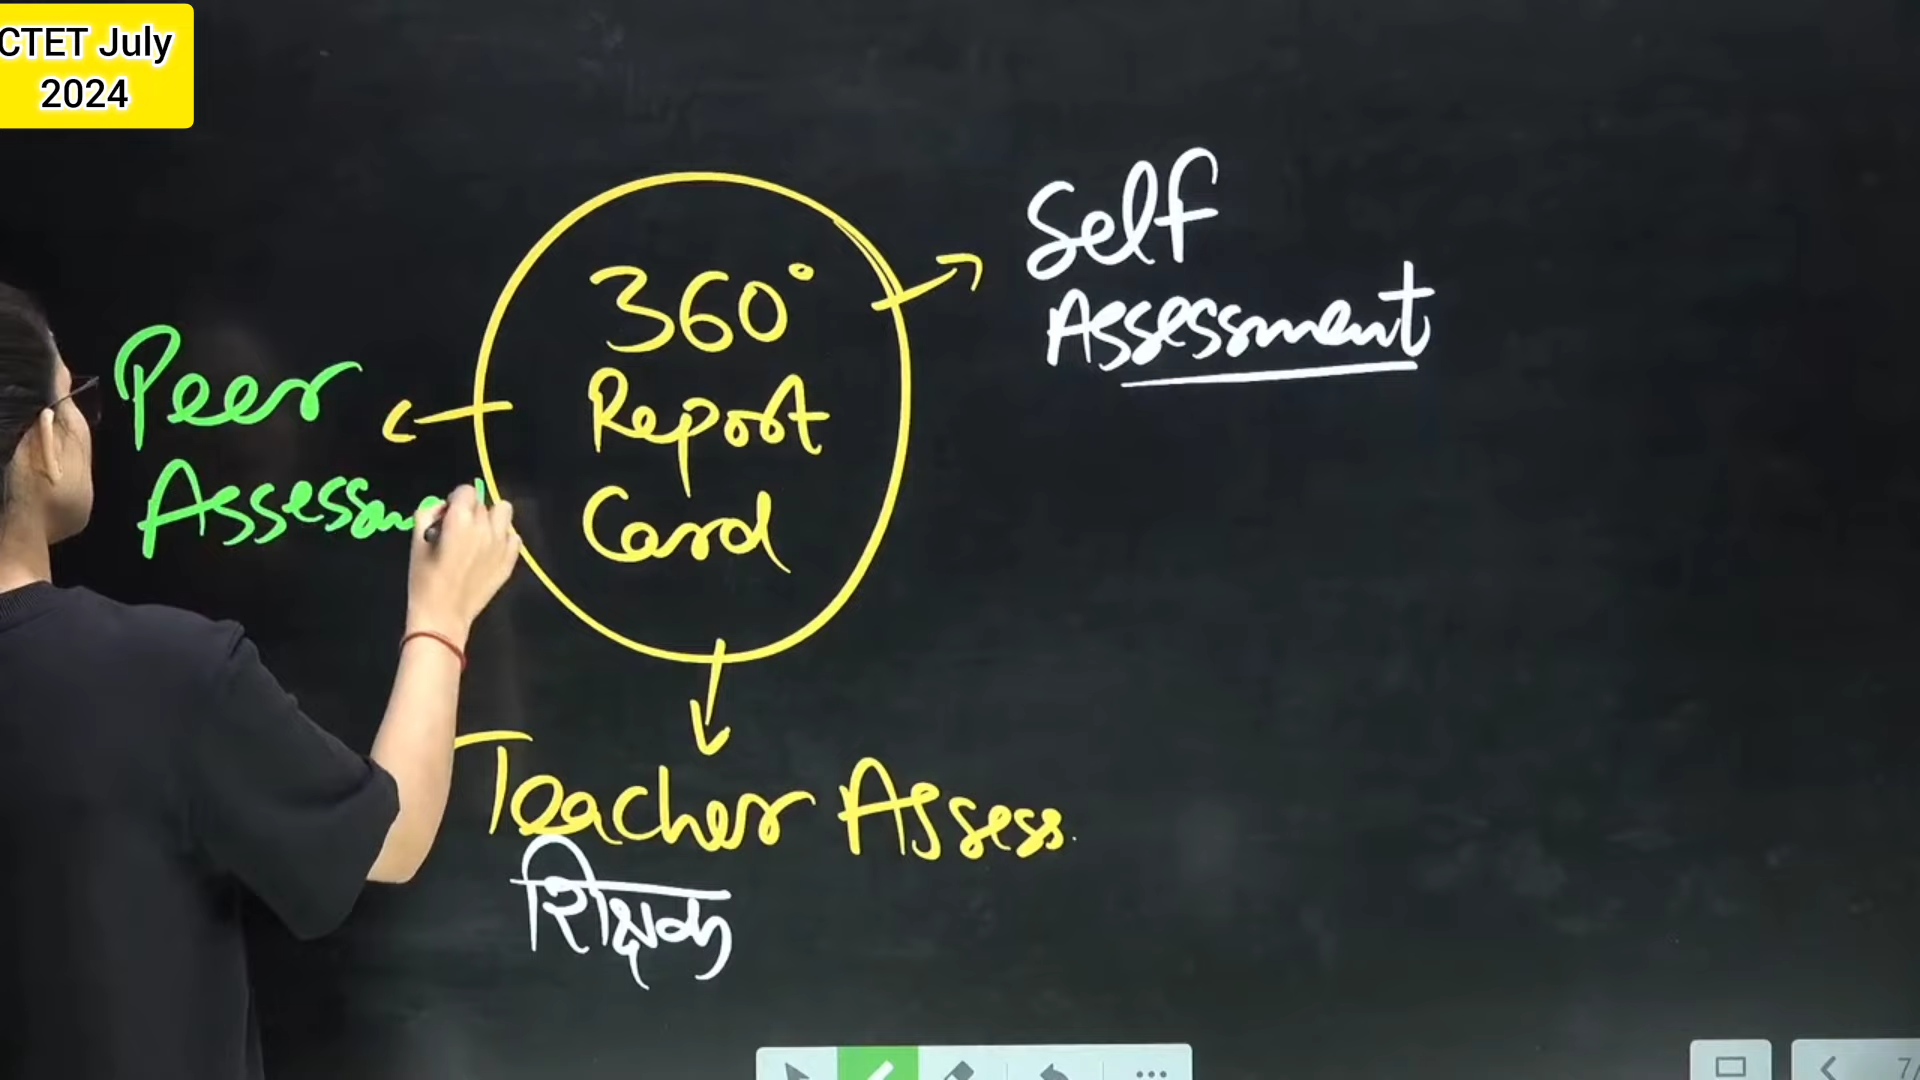 CTET July
2024
Self
Assessment
360°
Report
Card
Peer
Teacher Assess.
शिक्षक